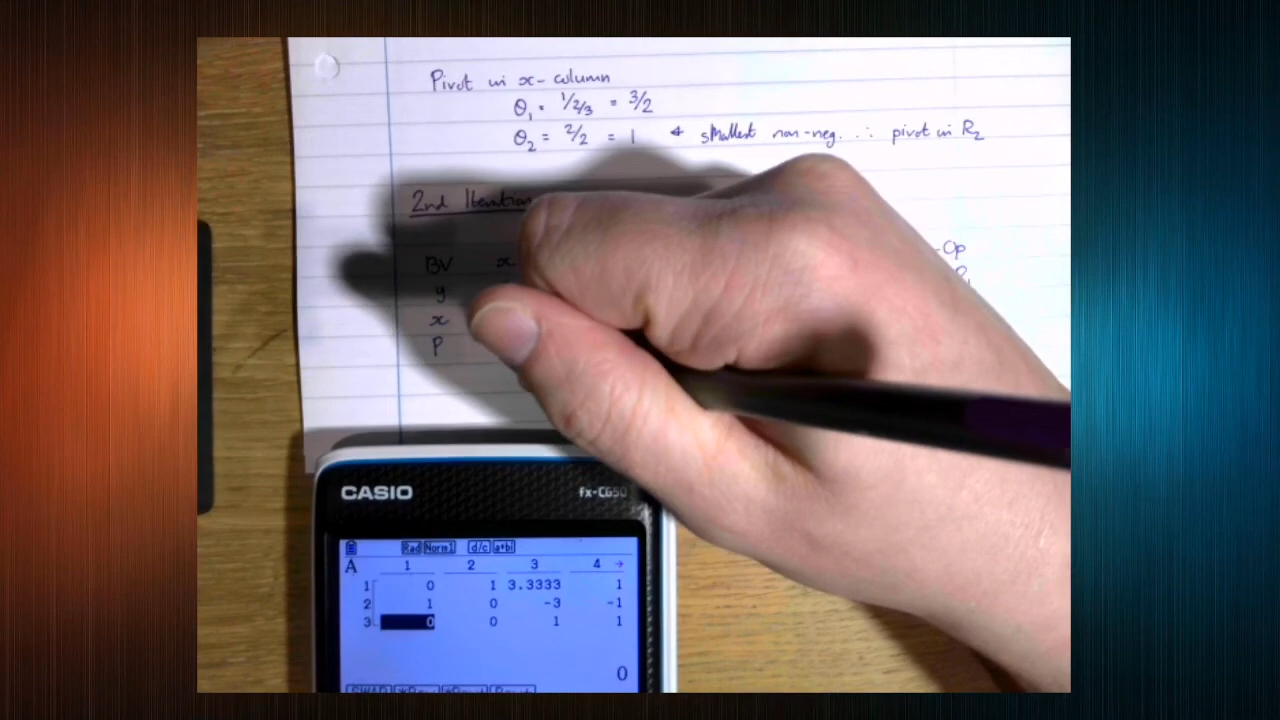 Pivot in x-column
θ₁ = 1/2/3 = 3/2
θ₂ = 2/2 = 1 ← smallest non-neg. ∴ pivot in R₂
2nd Iteration
BV x -Op
y
x
P
CASIO fx-CG50
Rad Norm1 d/c a+bi
A 1 2 3 4 →
1 0 1 3.3333 1
2 1 0 -3 -1
3 0 0 1 1
0